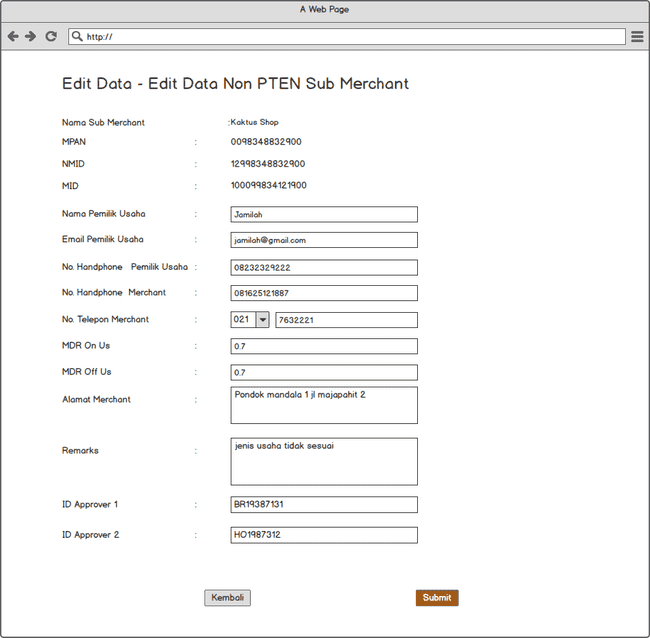 A Web Page
http://
Edit Data - Edit Data Non PTEN Sub Merchant
Nama Sub Merchant :Kaktus Shop
MPAN : 0098348832900
NMID : 12998348832900
MID : 100099834121900
Nama Pemilik Usaha : Jamilah
Email Pemilik Usaha : jamilah@gmail.com
No. Handphone Pemilik Usaha : 08232329222
No. Handphone Merchant : 081625121887
No. Telepon Merchant : 021 7632221
MDR On Us : 0.7
MDR Off Us : 0.7
Alamat Merchant : Pondok mandala 1 jl majapahit 2
Remarks : jenis usaha tidak sesuai
ID Approver 1 : BR19387131
ID Approver 2 : HO1987312
Kembali Submit